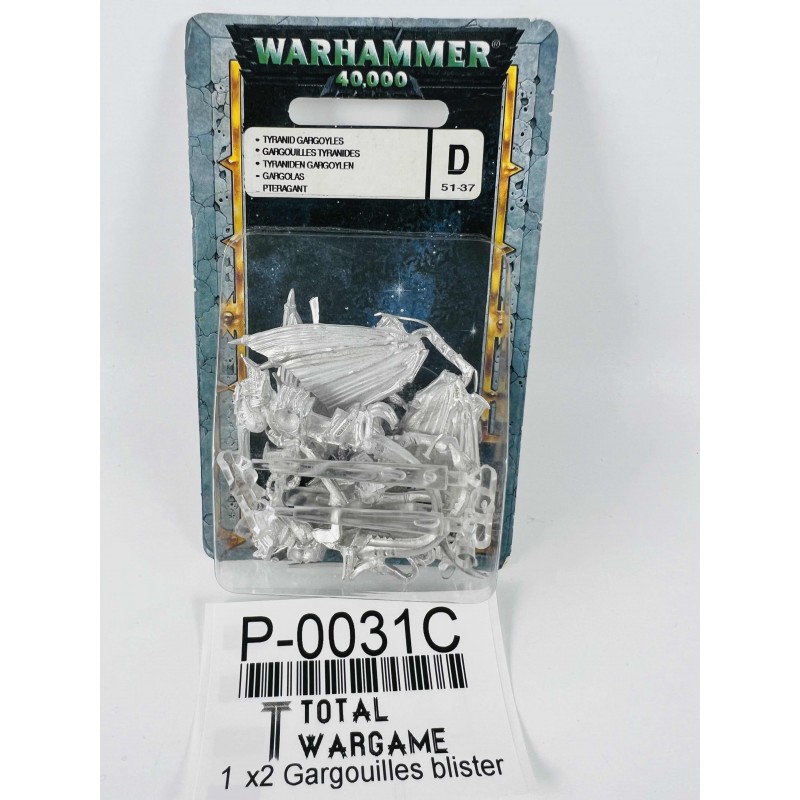 WARHAMMER®
40,000
• TYRANID GARGOYLES
• GARGOUILLES TYRANIDES
• TYRANIDEN GARGOYLEN
- GARGOLAS
PTERAGANT
D
51-37
P-0031C
TOTAL
WARGAME
1 x2 Gargouilles blister